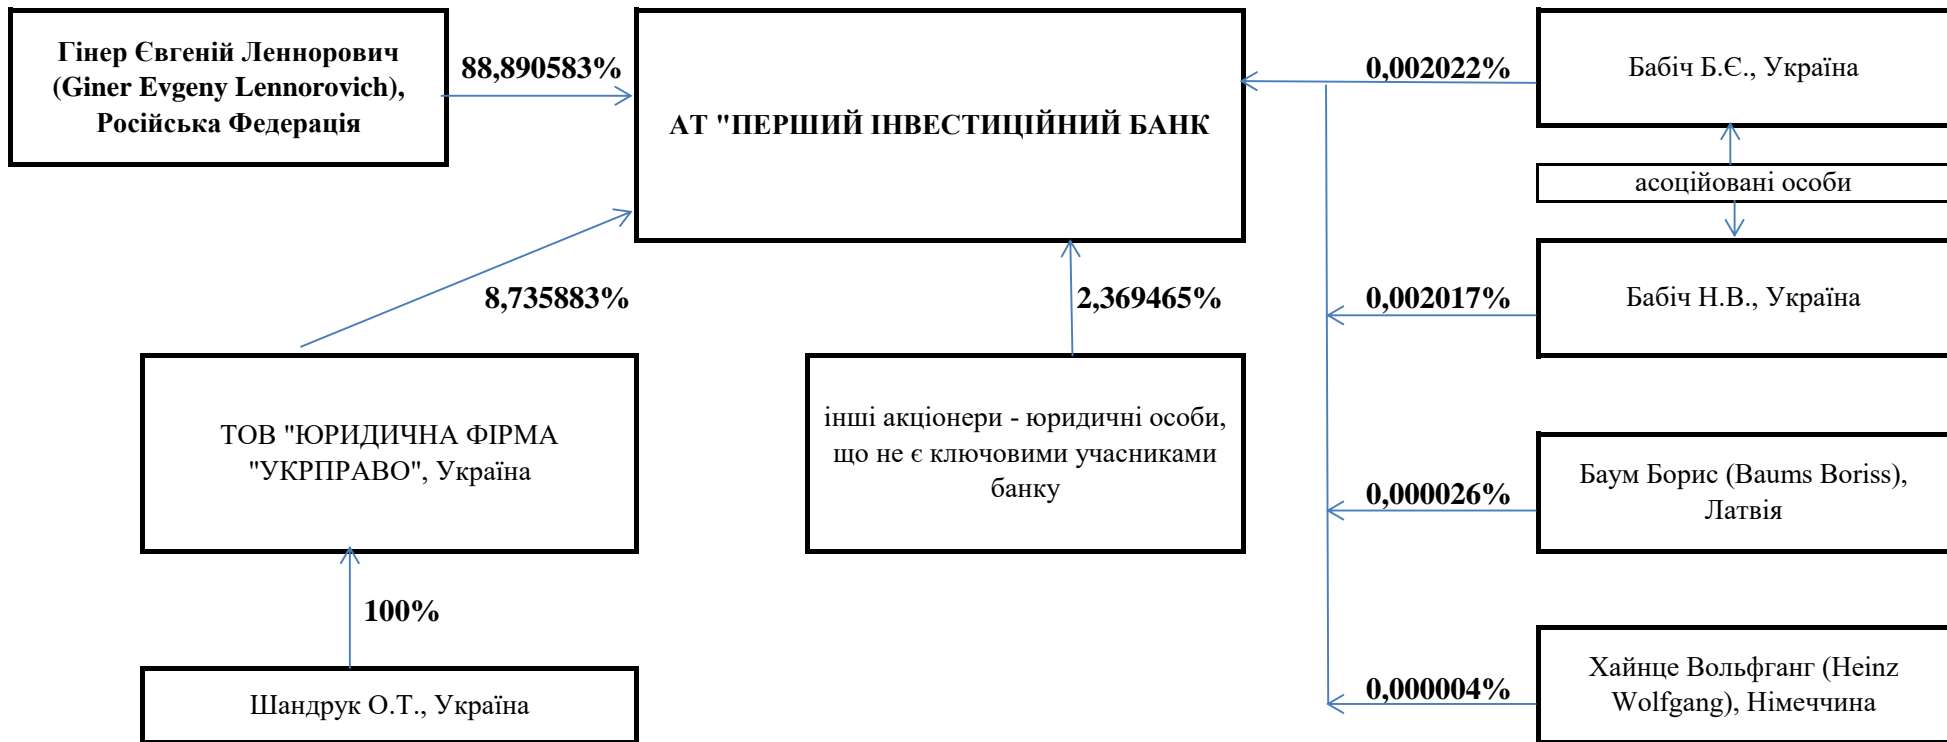 Гінер Євгеній Леннорович
(Giner Evgeny Lennorovich),
Російська Федерація
88,890583%
АТ "ПЕРШИЙ ІНВЕСТИЦІЙНИЙ БАНК
0,002022%
Бабіч Б.Є., Україна
асоційовані особи
8,735883%
2,369465%
0,002017%
Бабіч Н.В., Україна
ТОВ "ЮРИДИЧНА ФІРМА
"УКРПРАВО", Україна
інші акціонери - юридичні особи,
що не є ключовими учасниками
банку
0,000026%
Баум Борис (Baums Boriss),
Латвія
100%
Шандрук О.Т., Україна
0,000004%
Хайнце Вольфганг (Heinz
Wolfgang), Німеччина